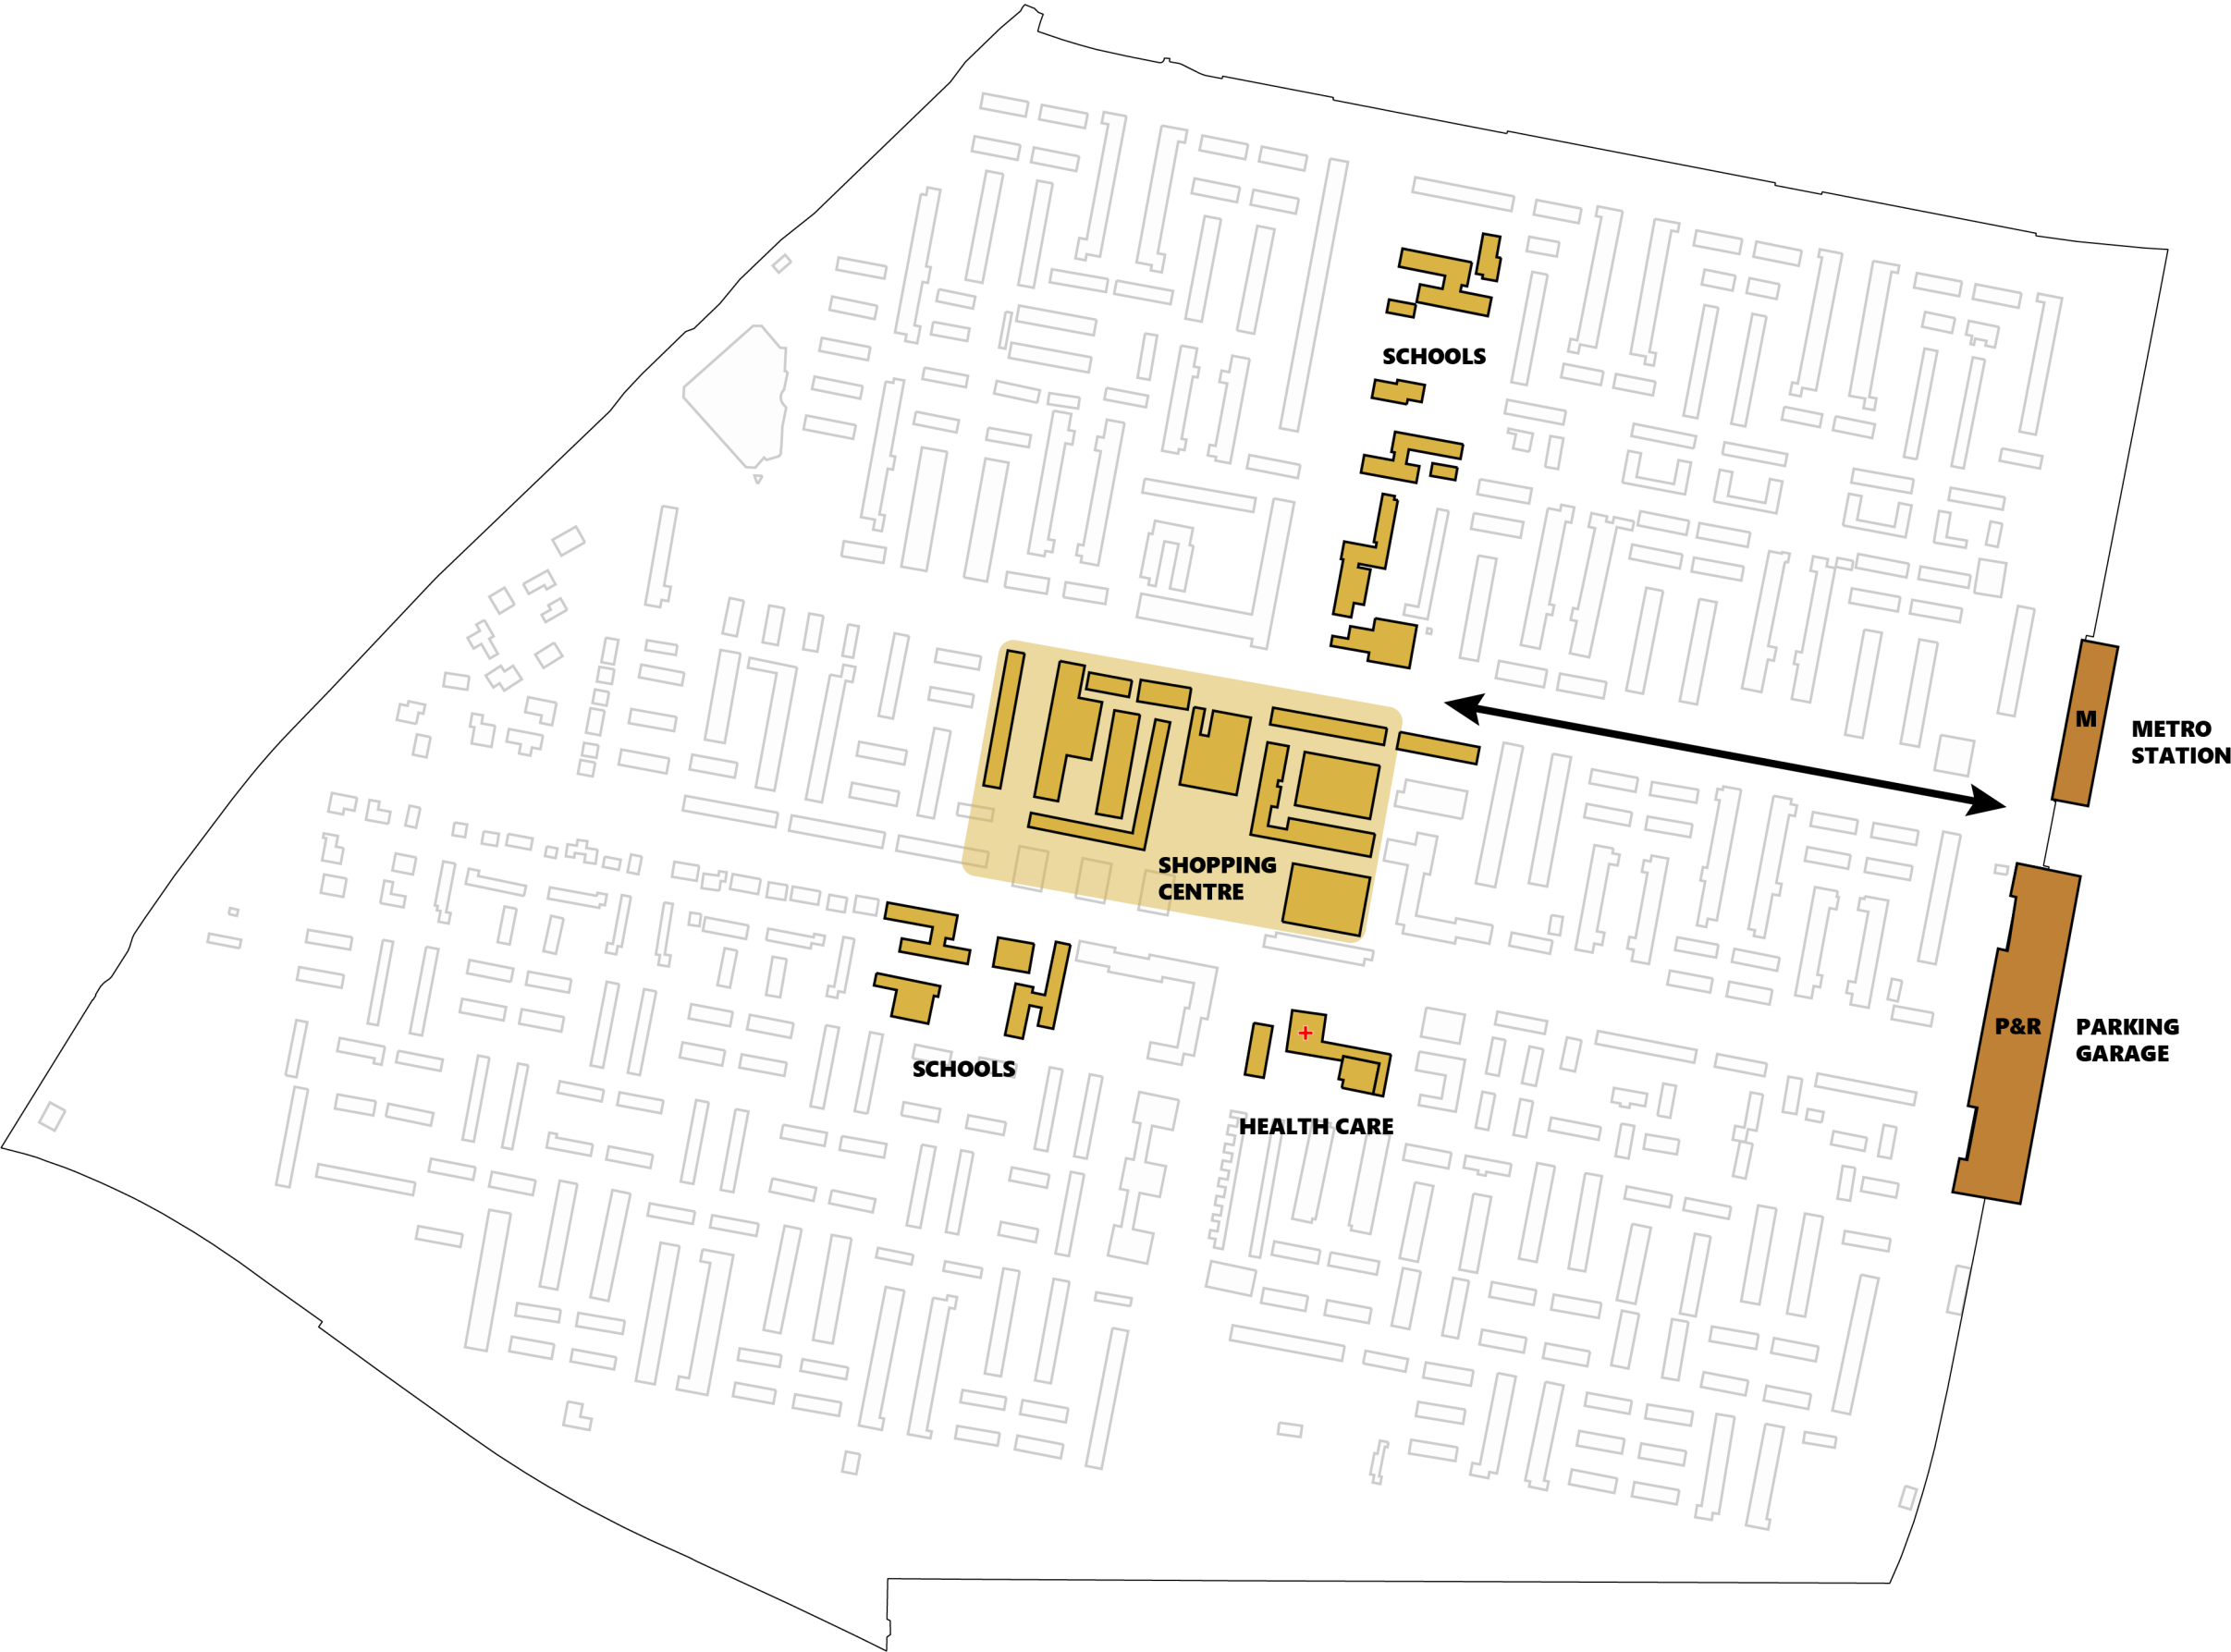 SCHOOLS
M
METRO
STATION
SHOPPING
CENTRE
P&R
PARKING
GARAGE
SCHOOLS
HEALTH CARE